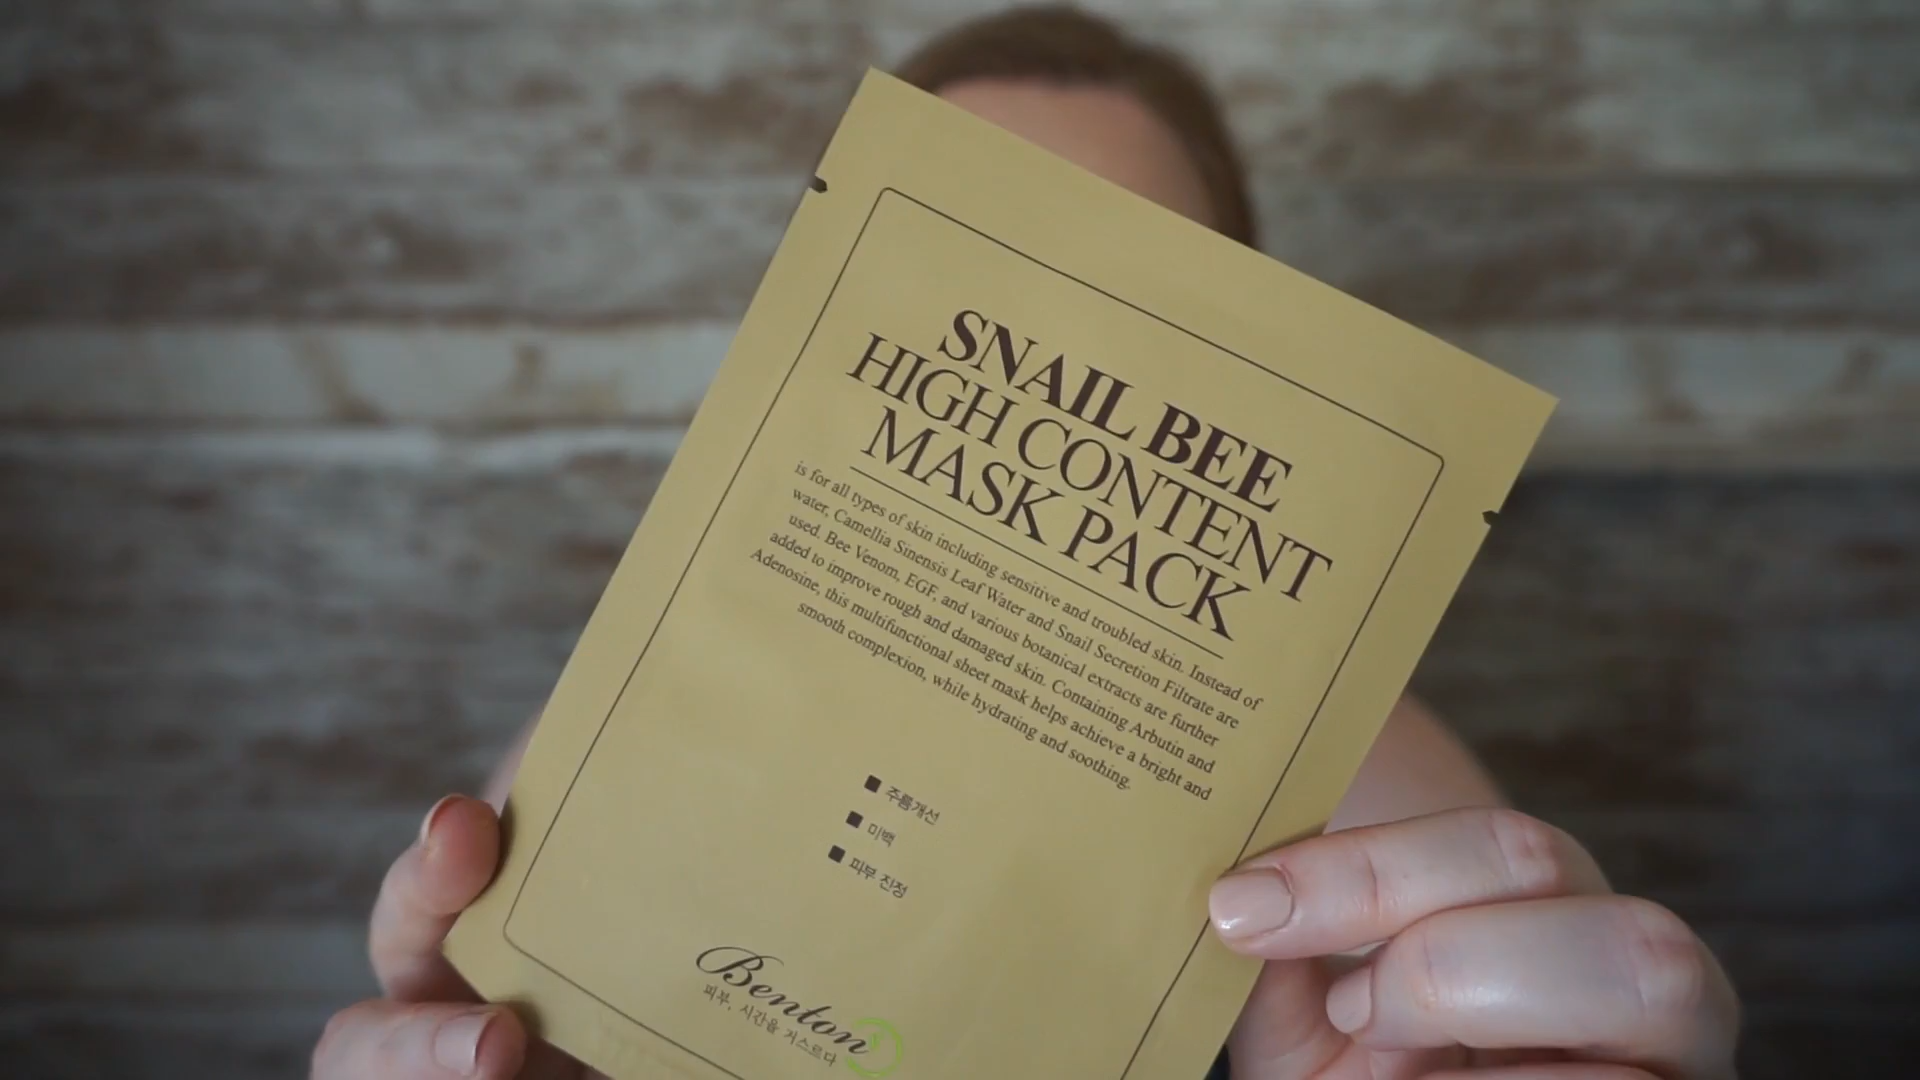 SNAIL BEE
HIGH CONTENT
MASK PACK
is for all types of skin including sensitive and troubled skin. Instead of
water, Camellia Sinensis Leaf Water and Snail Secretion Filtrate are
used. Bee Venom, EGF, and various botanical extracts are further
added to improve rough and damaged skin. Containing Arbutin and
Adenosine, this multifunctional sheet mask helps achieve a bright and
smooth complexion, while hydrating and soothing.
■ 주름개선
■ 미백
■ 피부 진정
Benton
피부, 시간을 거스르다